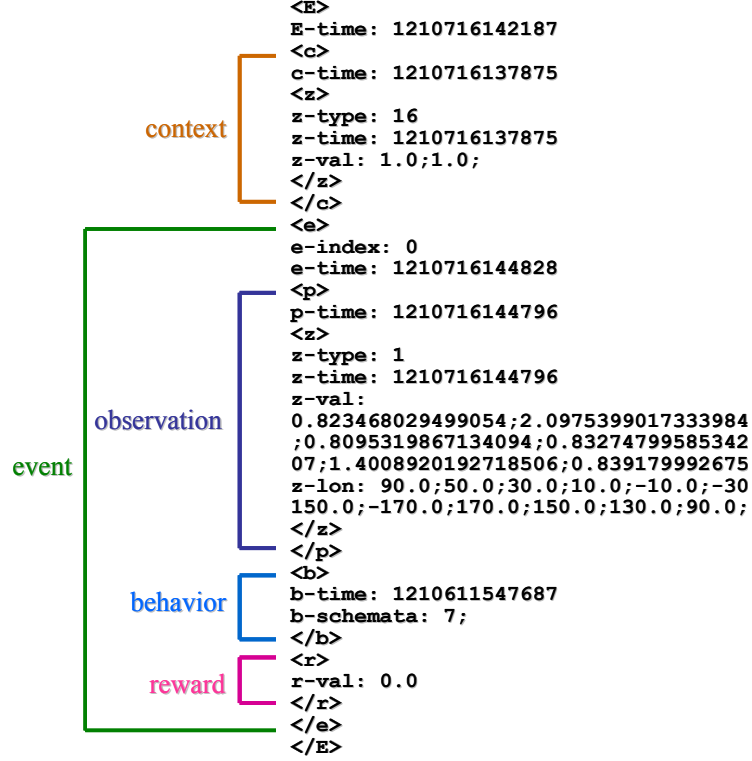 <E>
E-time: 1210716142187
<c>
c-time: 1210716137875
<z>
context
z-type: 16
z-time: 1210716137875
z-val: 1.0;1.0;
</z>
</c>
<e>
e-index: 0
e-time: 1210716144828
<p>
p-time: 1210716144796
<z>
z-type: 1
z-time: 1210716144796
z-val:
observation
0.823468029499054;2.0975399017333984
;0.8095319867134094;0.83274799585342
event
07;1.4008920192718506;0.839179992675
z-lon: 90.0;50.0;30.0;10.0;-10.0;-30
150.0;-170.0;170.0;150.0;130.0;90.0;
</z>
</p>
<b>
b-time: 1210611547687
behavior
b-schemata: 7;
</b>
<r>
reward
r-val: 0.0
</r>
</e>
</E>